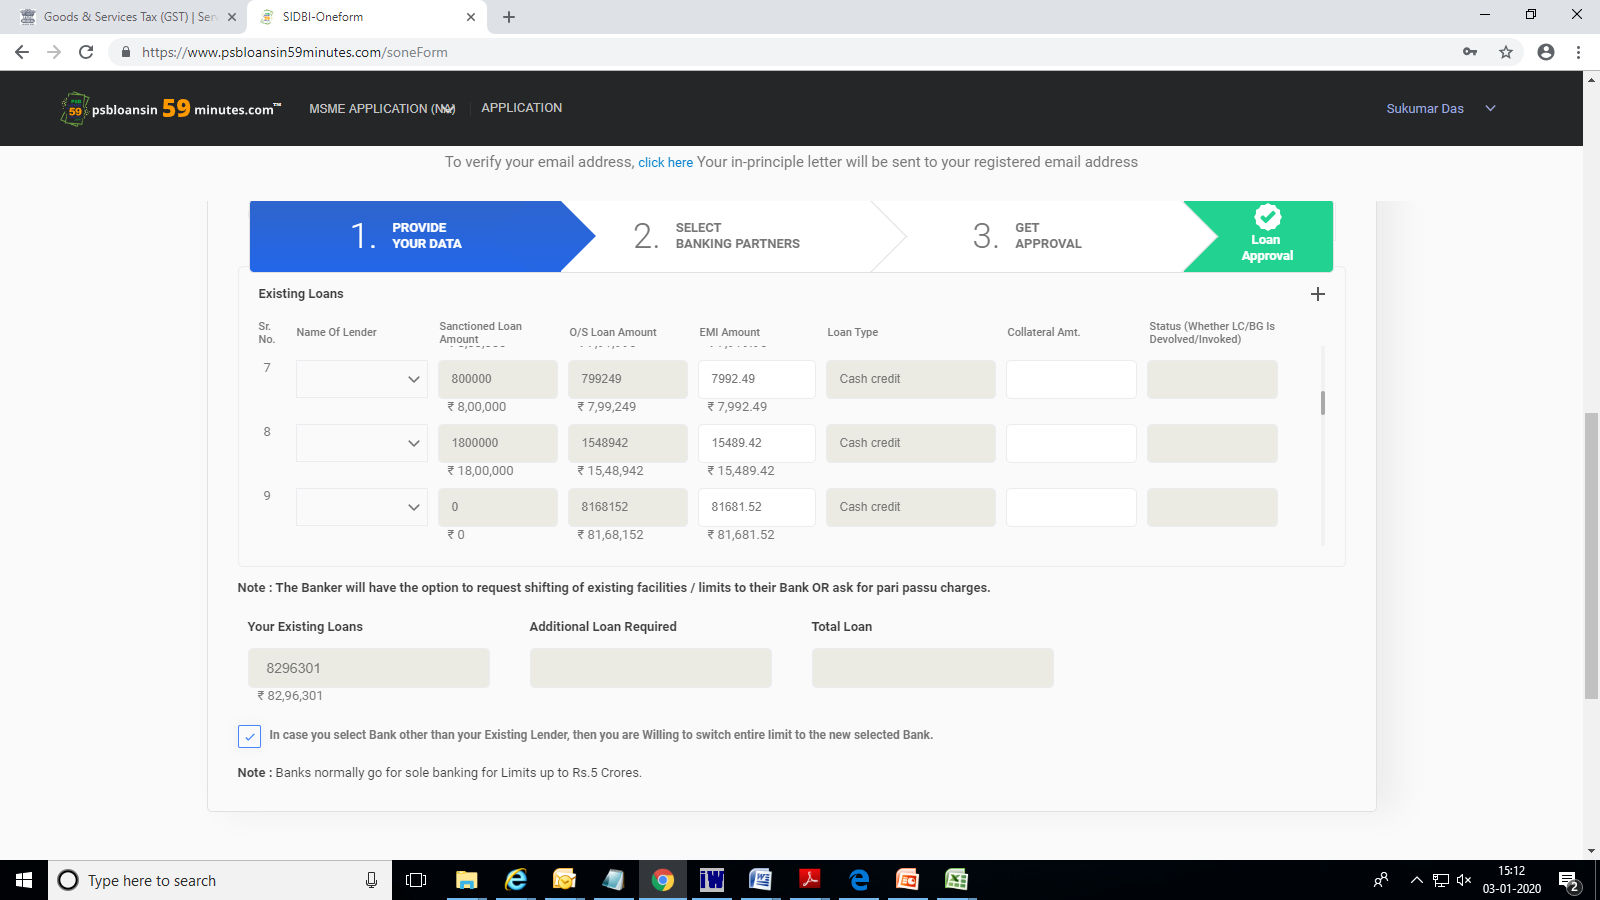 Goods & Services Tax (GST) | Serv
SIDBI-Oneform
https://www.psbloansin59minutes.com/soneForm
PSB 59
psbloansin 59 minutes.com™
MSME APPLICATION
APPLICATION
Sukumar Das
To verify your email address, click here Your in-principle letter will be sent to your registered email address
1. PROVIDE YOUR DATA
2. SELECT BANKING PARTNERS
3. GET APPROVAL
Loan Approval
Existing Loans
Sr. No. Name Of Lender Sanctioned Loan Amount O/S Loan Amount EMI Amount Loan Type Collateral Amt. Status (Whether LC/BG Is Devolved/Invoked)
7 800000 799249 7992.49 Cash credit
₹ 8,00,000 ₹ 7,99,249 ₹ 7,992.49
8 1800000 1548942 15489.42 Cash credit
₹ 18,00,000 ₹ 15,48,942 ₹ 15,489.42
9 0 8168152 81681.52 Cash credit
₹ 0 ₹ 81,68,152 ₹ 81,681.52
Note : The Banker will have the option to request shifting of existing facilities / limits to their Bank OR ask for pari passu charges.
Your Existing Loans Additional Loan Required Total Loan
8296301
₹ 82,96,301
In case you select Bank other than your Existing Lender, then you are Willing to switch entire limit to the new selected Bank.
Note : Banks normally go for sole banking for Limits up to Rs.5 Crores.
Type here to search
15:12
03-01-2020
2